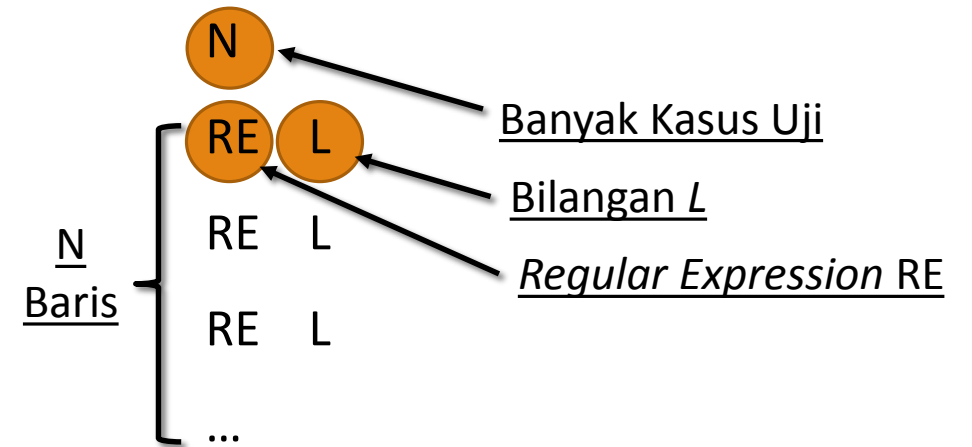 N
RE L
RE L
RE L
...
N
Baris
Banyak Kasus Uji
Bilangan L
Regular Expression RE